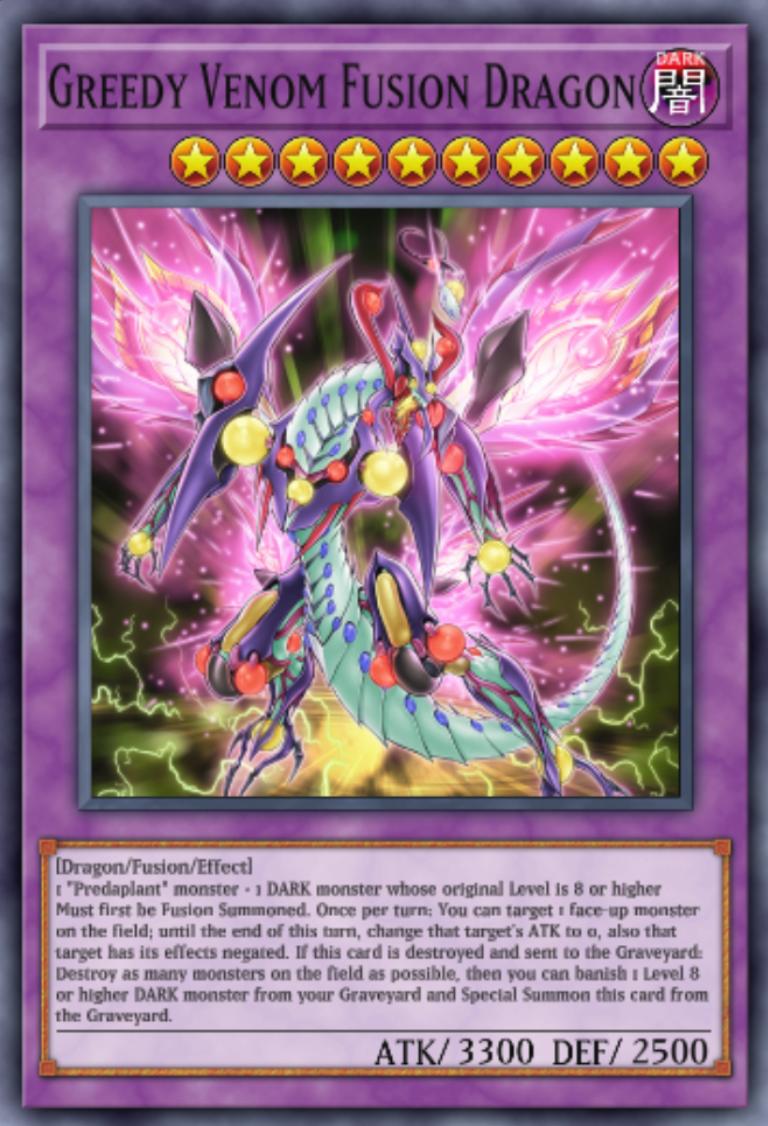 Greedy Venom Fusion Dragon
DARK
闇
[Dragon/Fusion/Effect]
1 "Predaplant" monster - 1 DARK monster whose original Level is 8 or higher
Must first be Fusion Summoned. Once per turn: You can target 1 face-up monster
on the field; until the end of this turn, change that target's ATK to 0, also that
target has its effects negated. If this card is destroyed and sent to the Graveyard:
Destroy as many monsters on the field as possible, then you can banish 1 Level 8
or higher DARK monster from your Graveyard and Special Summon this card from
the Graveyard.
ATK/ 3300 DEF/ 2500